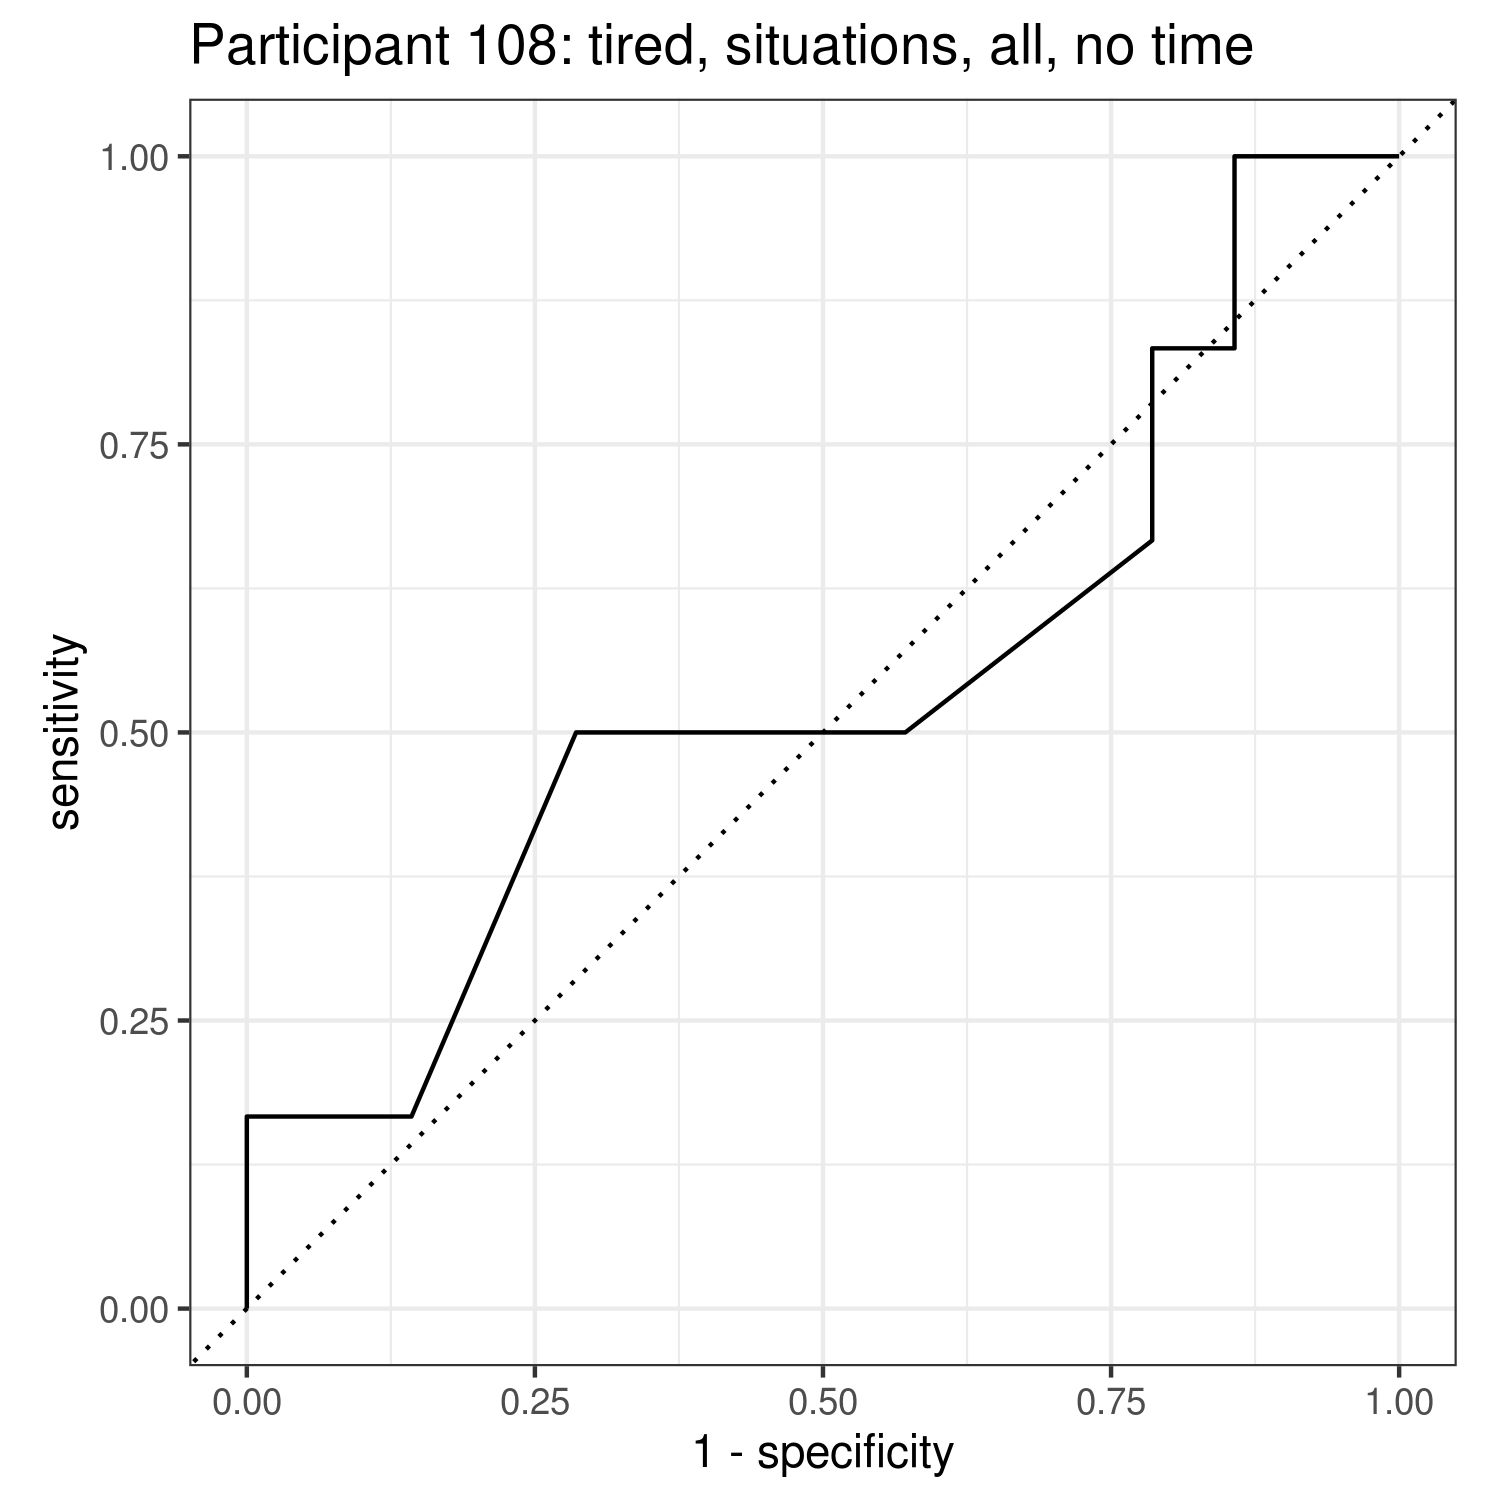 Participant 108: tired, situations, all, no time
1.00
0.75
0.50
0.25
0.00
sensitivity
0.00 0.25 0.50 0.75 1.00
1 - specificity